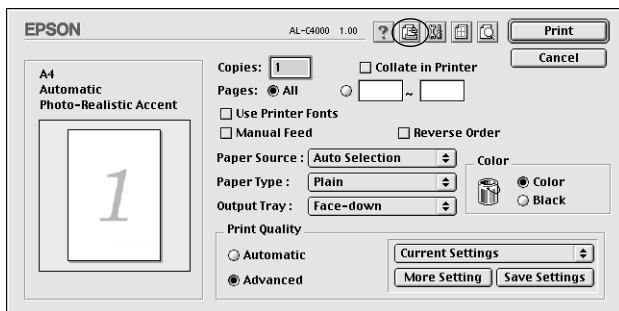 EPSON
AL-C4000 1.00
?
Print
Cancel
A4
Automatic
Photo-Realistic Accent
1
Copies: 1
Collate in Printer
Pages: All ~
Use Printer Fonts
Manual Feed
Reverse Order
Paper Source : Auto Selection
Paper Type : Plain
Output Tray : Face-down
Color
Color
Black
Print Quality
Automatic
Advanced
Current Settings
More Setting
Save Settings